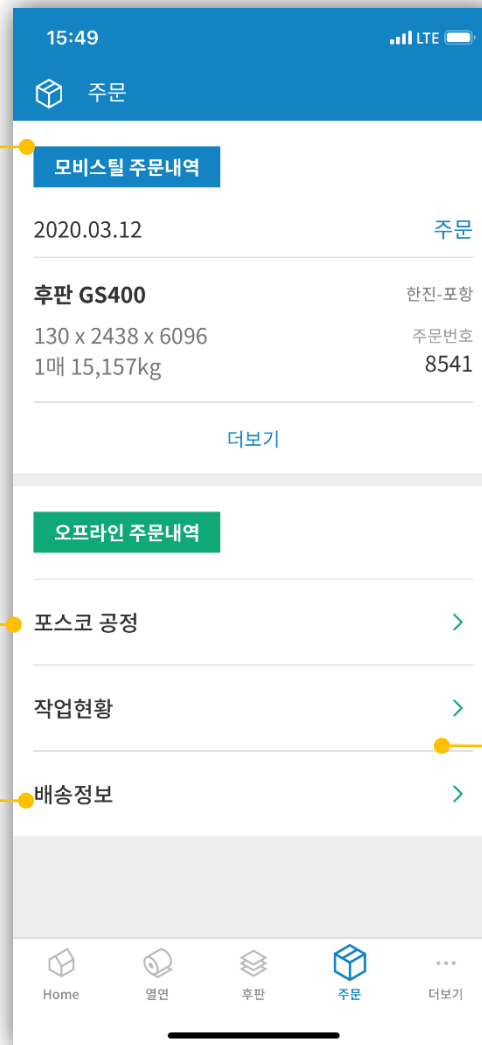 15:49 LTE
주문
모비스틸 주문내역
2020.03.12 주문
후판 GS400 한진-포항
130 x 2438 x 6096 주문번호
1매 15,157kg 8541
더보기
오프라인 주문내역
포스코 공정
작업현황
배송정보
Home 열연 후판 주문 더보기